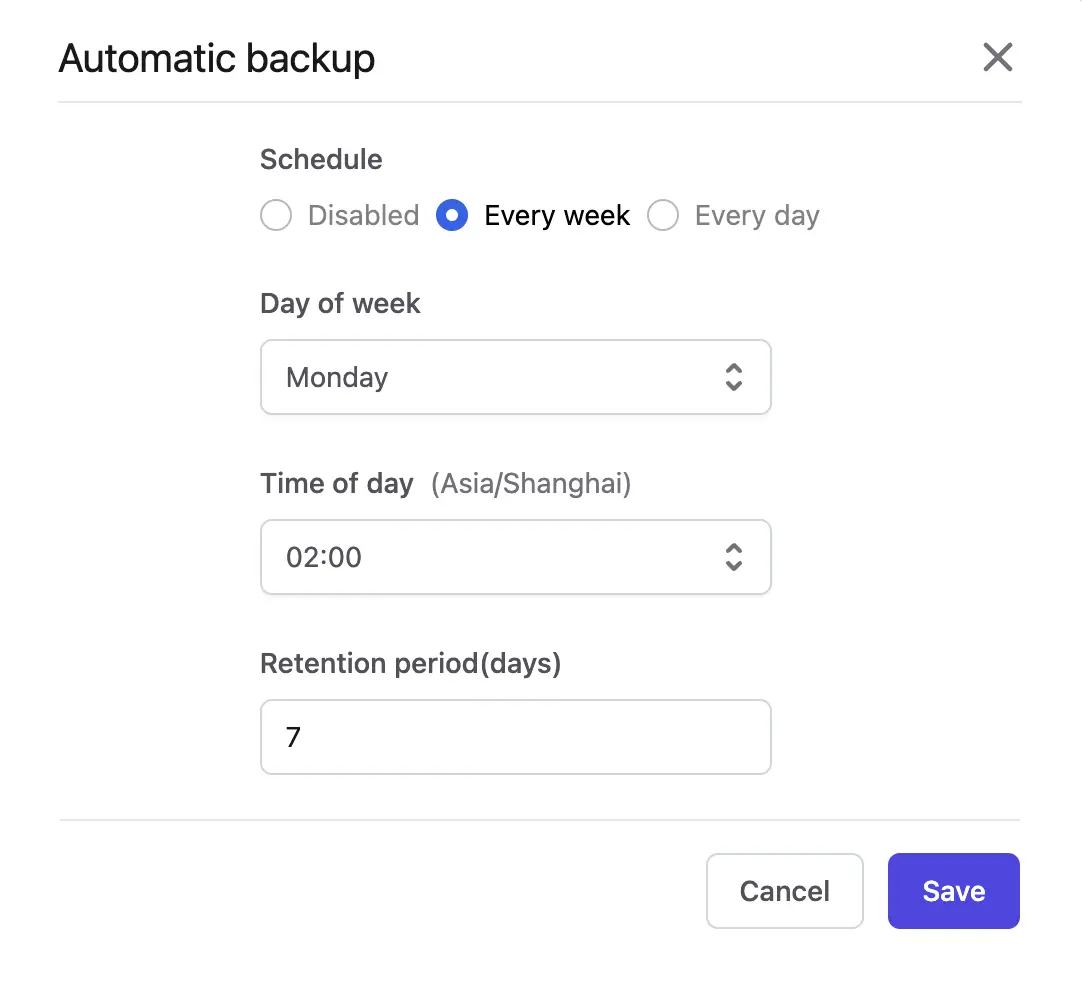 Automatic backup
Schedule
Disabled Every week Every day
Day of week
Monday
Time of day (Asia/Shanghai)
02:00
Retention period(days)
7
Cancel Save